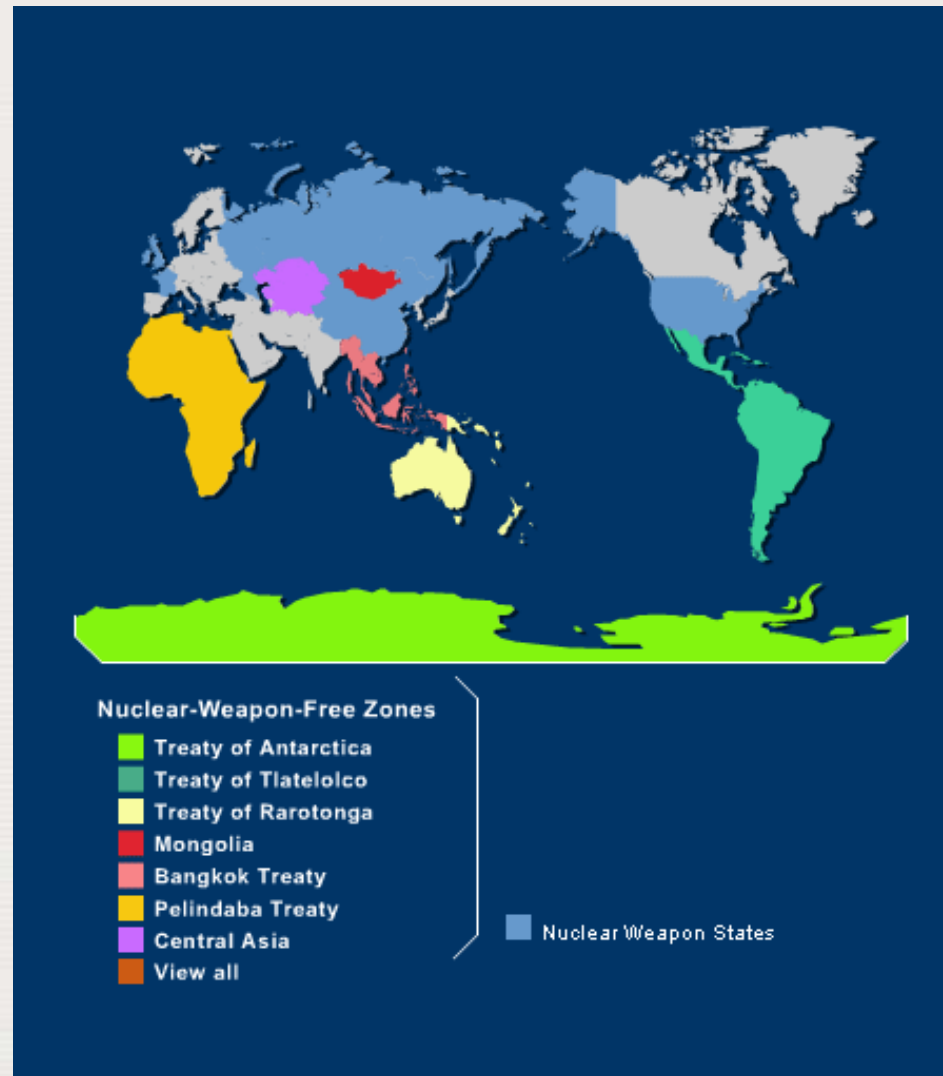 Nuclear-Weapon-Free Zones
Treaty of Antarctica
Treaty of Tlatelolco
Treaty of Rarotonga
Mongolia
Bangkok Treaty
Pelindaba Treaty
Central Asia
View all
Nuclear Weapon States